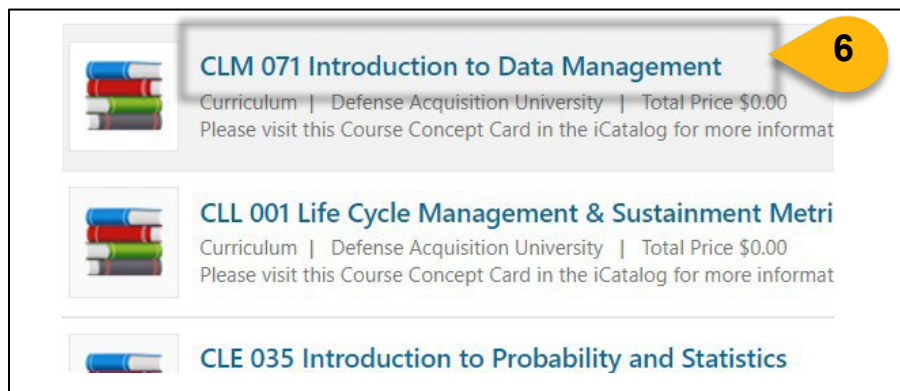 6
CLM 071 Introduction to Data Management
Curriculum | Defense Acquisition University | Total Price $0.00
Please visit this Course Concept Card in the iCatalog for more informat
CLL 001 Life Cycle Management & Sustainment Metri
Curriculum | Defense Acquisition University | Total Price $0.00
Please visit this Course Concept Card in the iCatalog for more informat
CLE 035 Introduction to Probability and Statistics